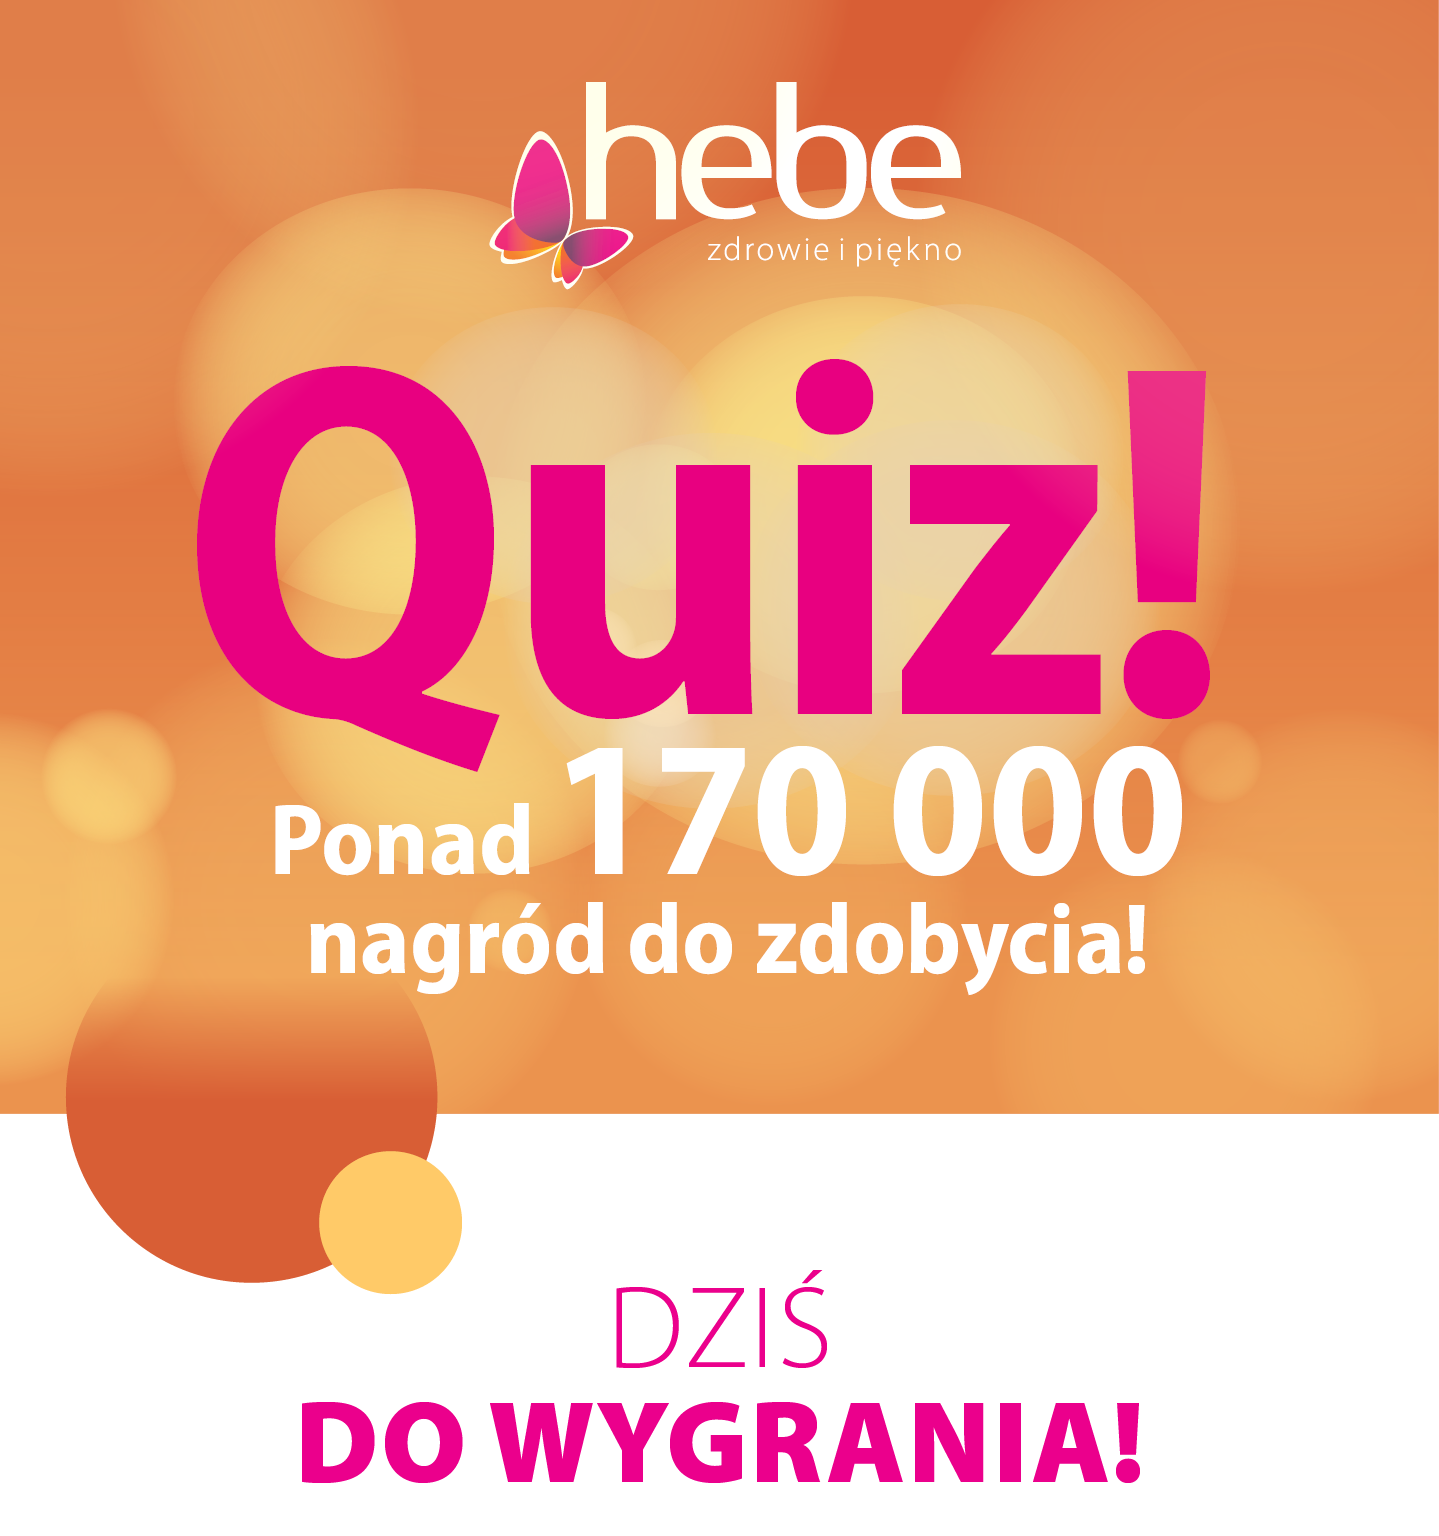 hebe
zdrowie i piękno
Quiz!
Ponad 170 000
nagród do zdobycia!
DZIŚ
DO WYGRANIA!